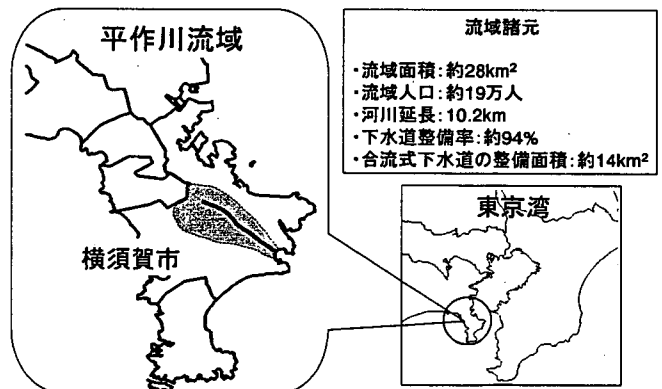 平作川流域
横須賀市
流域諸元
・流域面積：約28km²
・流域人口：約19万人
・河川延長：10.2km
・下水道整備率：約94%
・合流式下水道の整備面積：約14km²
東京湾